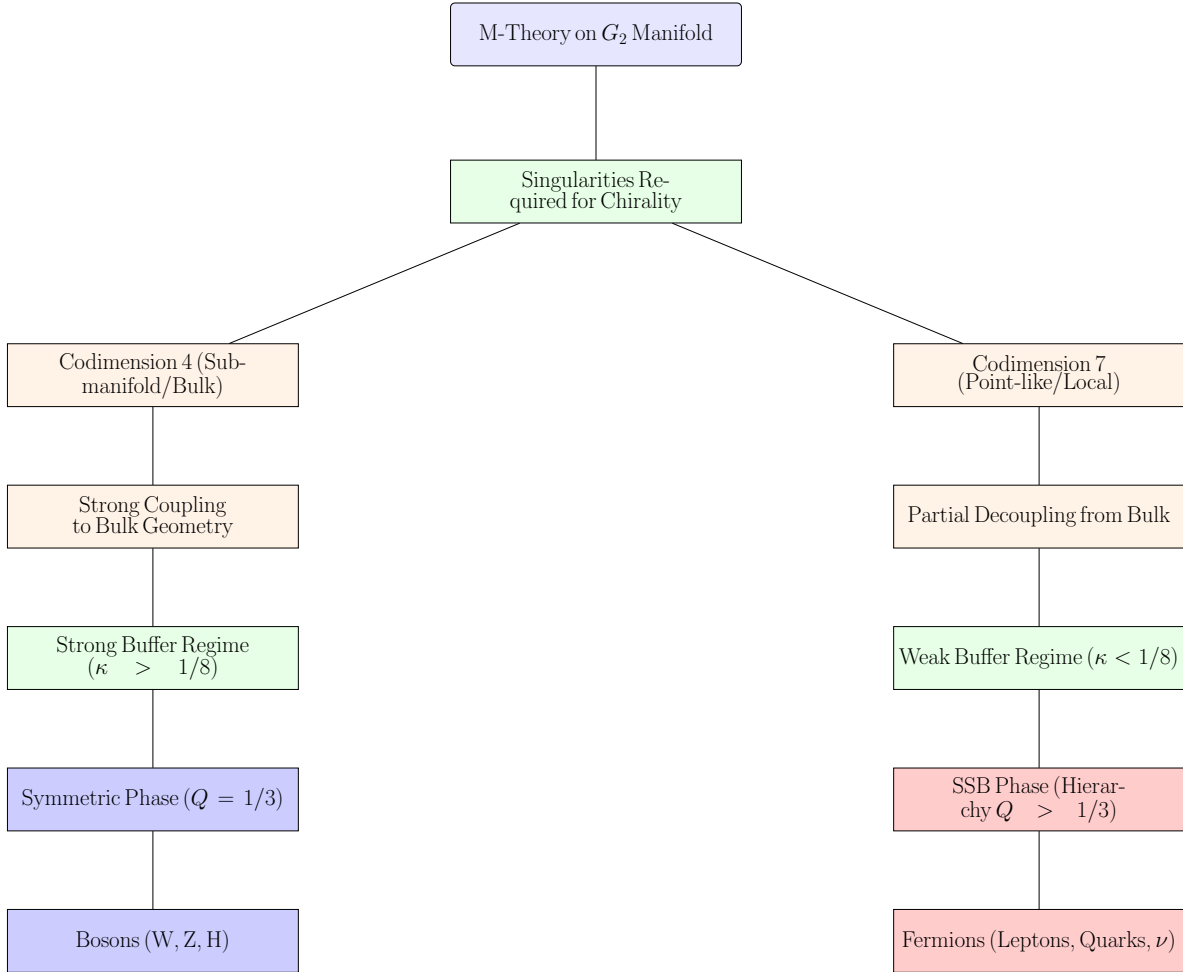 M-Theory on G₂ Manifold
Singularities Re-
quired for Chirality
Codimension 4 (Sub-
manifold/Bulk)
Codimension 7
(Point-like/Local)
Strong Coupling
to Bulk Geometry
Partial Decoupling from Bulk
Strong Buffer Regime
(κ > 1/8)
Weak Buffer Regime (κ < 1/8)
Symmetric Phase (Q = 1/3)
SSB Phase (Hierar-
chy Q > 1/3)
Bosons (W, Z, H)
Fermions (Leptons, Quarks, ν)